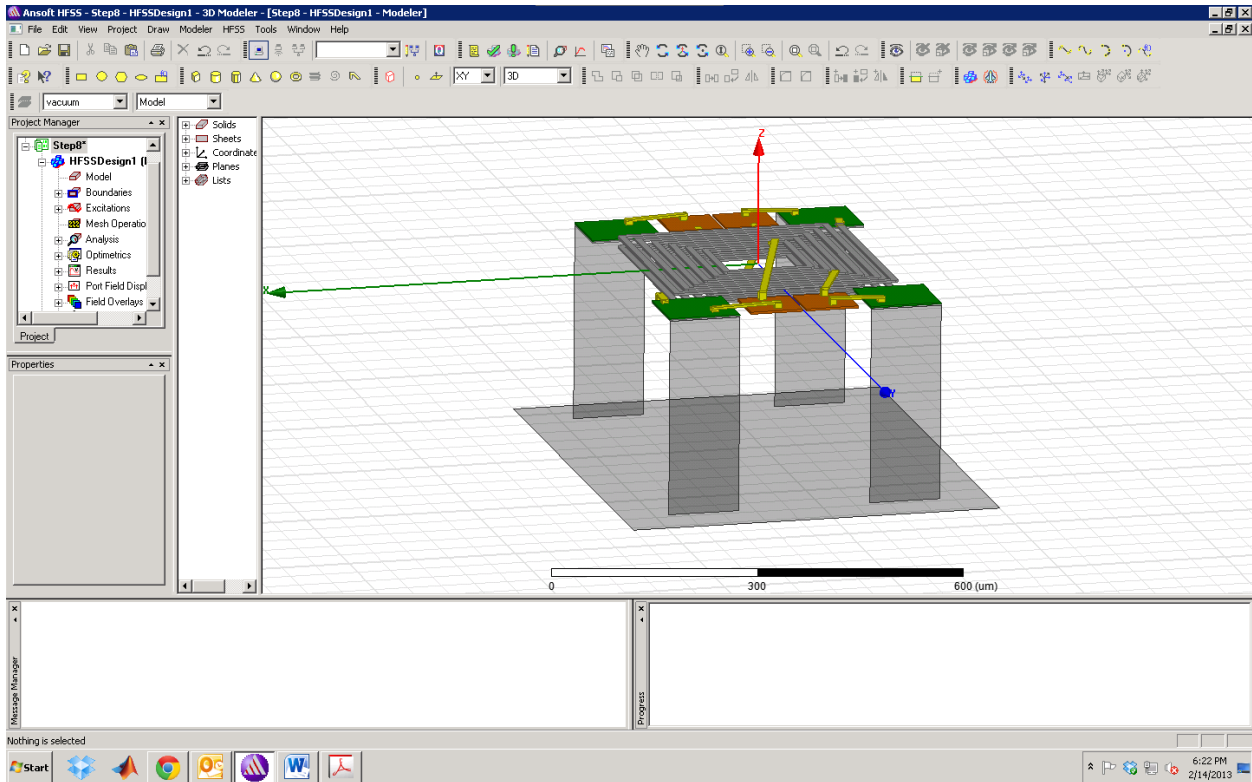 Ansoft HFSS - Step8 - HFSSDesign1 - 3D Modeler - [Step8 - HFSSDesign1 - Modeler]
File Edit View Project Draw Modeler HFSS Tools Window Help
XY 3D
vacuum Model
Project Manager
Step8*
HFSSDesign1 (I
Model
Boundaries
Excitations
Mesh Operatio
Analysis
Optimetrics
Results
Port Field Displ
Field Overlays
Project
Properties
Solids
Sheets
Coordinate
Planes
Lists
Z
X
Y
0 300 600 (um)
Message Manager
Progress
Nothing is selected
Start
6:22 PM
2/14/2013